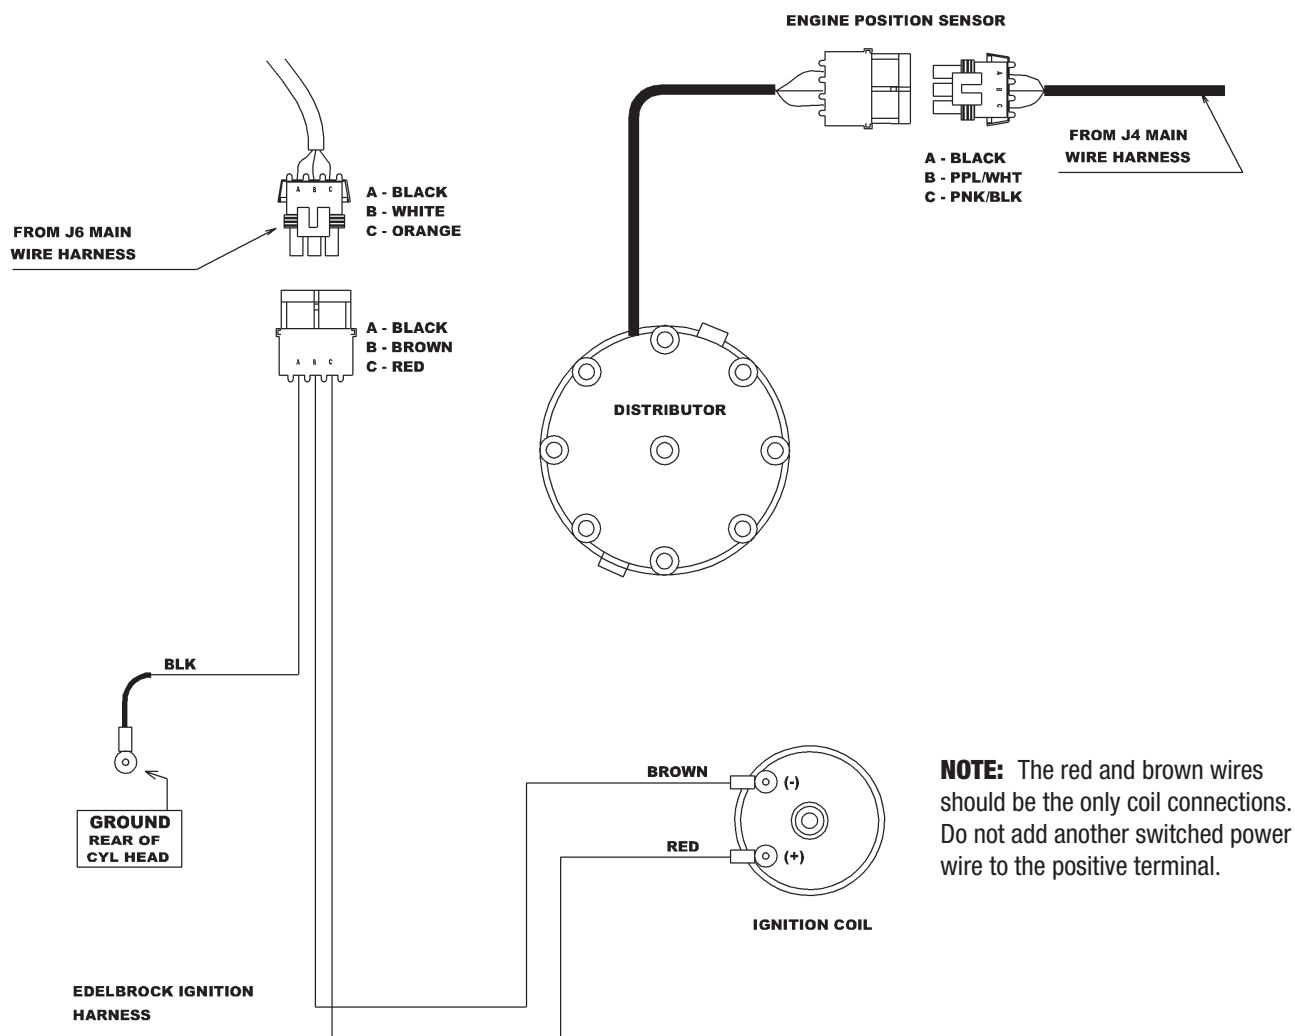 ENGINE POSITION SENSOR
A
B
C
FROM J4 MAIN
WIRE HARNESS
A - BLACK
B - PPL/WHT
C - PNK/BLK
A B C
A - BLACK
B - WHITE
C - ORANGE
FROM J6 MAIN
WIRE HARNESS
A - BLACK
B - BROWN
C - RED
A B C
DISTRIBUTOR
BLK
GROUND
REAR OF
CYL HEAD
BROWN
(-)
RED
(+)
IGNITION COIL
NOTE: The red and brown wires
should be the only coil connections.
Do not add another switched power
wire to the positive terminal.
EDELBROCK IGNITION
HARNESS